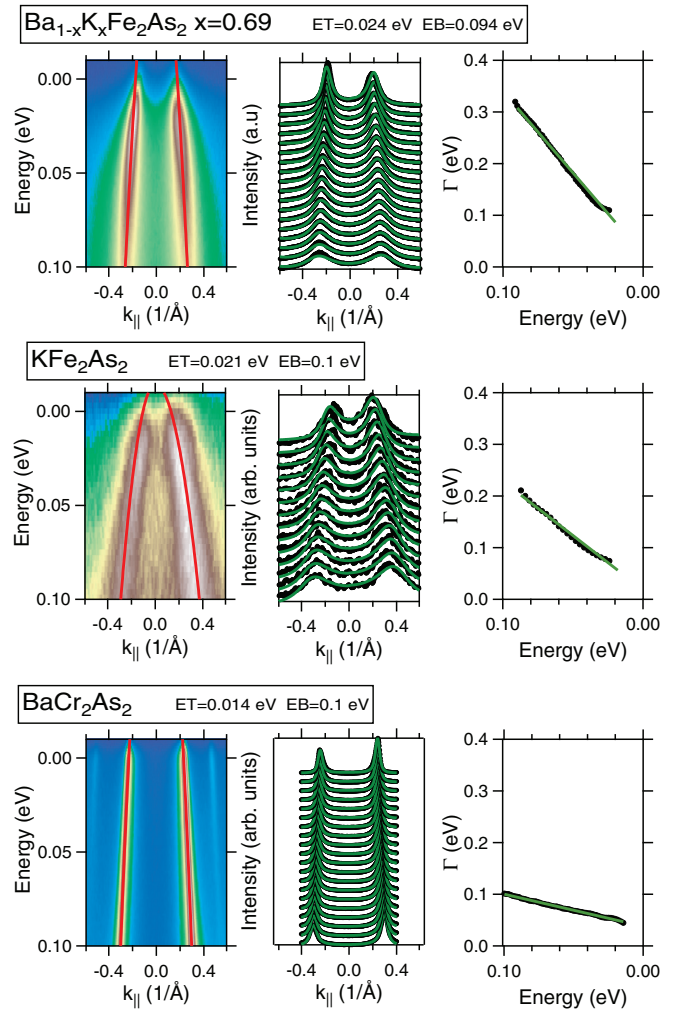 Ba1-xKxFe2As2 x=0.69 ET=0.024 eV EB=0.094 eV
Energy (eV)
0.00
0.05
0.10
-0.4 0.0 0.4
k|| (1/Å)
Intensity (a.u)
-0.4 0.0 0.4
k|| (1/Å)
Γ (eV)
0.4
0.3
0.2
0.1
0.0
0.10 0.00
Energy (eV)
KFe2As2 ET=0.021 eV EB=0.1 eV
Energy (eV)
0.00
0.05
0.10
-0.4 0.0 0.4
k|| (1/Å)
Intensity (arb. units)
-0.4 0.0 0.4
k|| (1/Å)
Γ (eV)
0.4
0.3
0.2
0.1
0.0
0.10 0.00
Energy (eV)
BaCr2As2 ET=0.014 eV EB=0.1 eV
Energy (eV)
0.00
0.05
0.10
-0.4 0.0 0.4
k|| (1/Å)
Intensity (arb. units)
-0.4 0.0 0.4
k|| (1/Å)
Γ (eV)
0.4
0.3
0.2
0.1
0.0
0.10 0.00
Energy (eV)